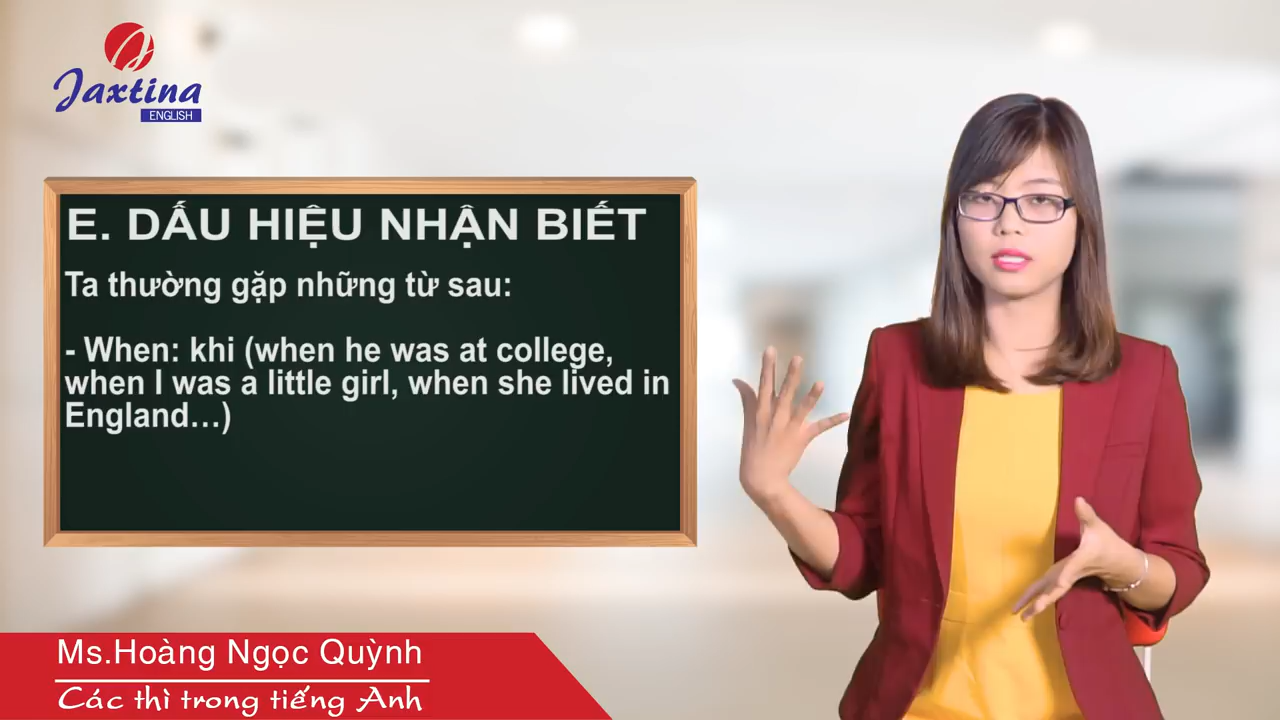 Jaxtina
ENGLISH
E. DẤU HIỆU NHẬN BIẾT
Ta thường gặp những từ sau:
- When: khi (when he was at college,
when I was a little girl, when she lived in
England...)
Ms.Hoàng Ngọc Quỳnh
Các thì trong tiếng Anh